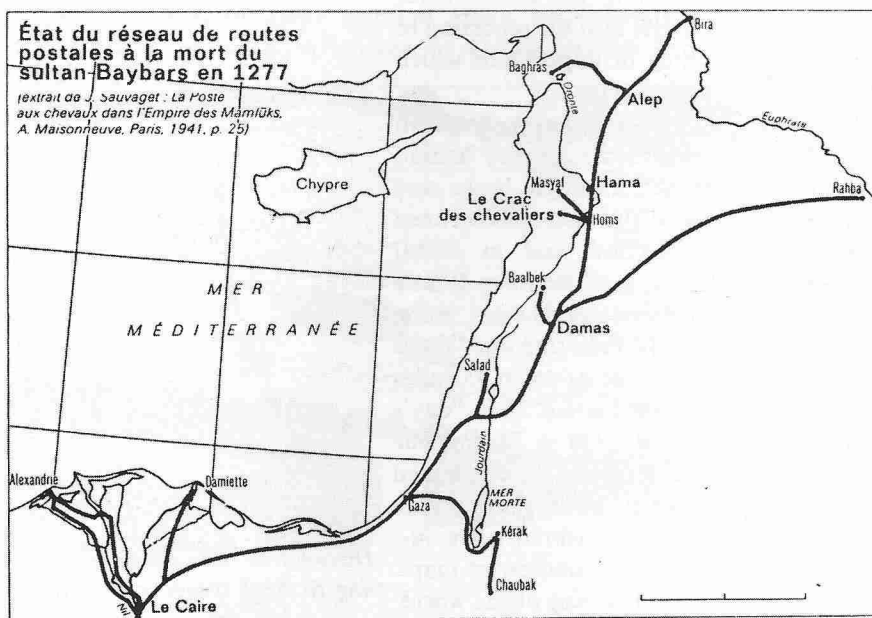 État du réseau de routes
postales à la mort du
sultan Baybars en 1277
(extrait de J. Sauvaget : La Poste
aux chevaux dans l'Empire des Mamlūks,
A. Maisonneuve, Paris, 1941, p. 25)
Bira
Baghras
Oronte
Alep
Euphrate
Chypre
Masyaf
Hama
Rahba
Le Crac
des chevaliers
Homs
Baalbek
MER
MÉDITERRANÉE
Damas
Safad
Jourdain
Alexandrie
Damiette
Gaza
MER
MORTE
Kérak
Chaubak
Le Caire
Nil